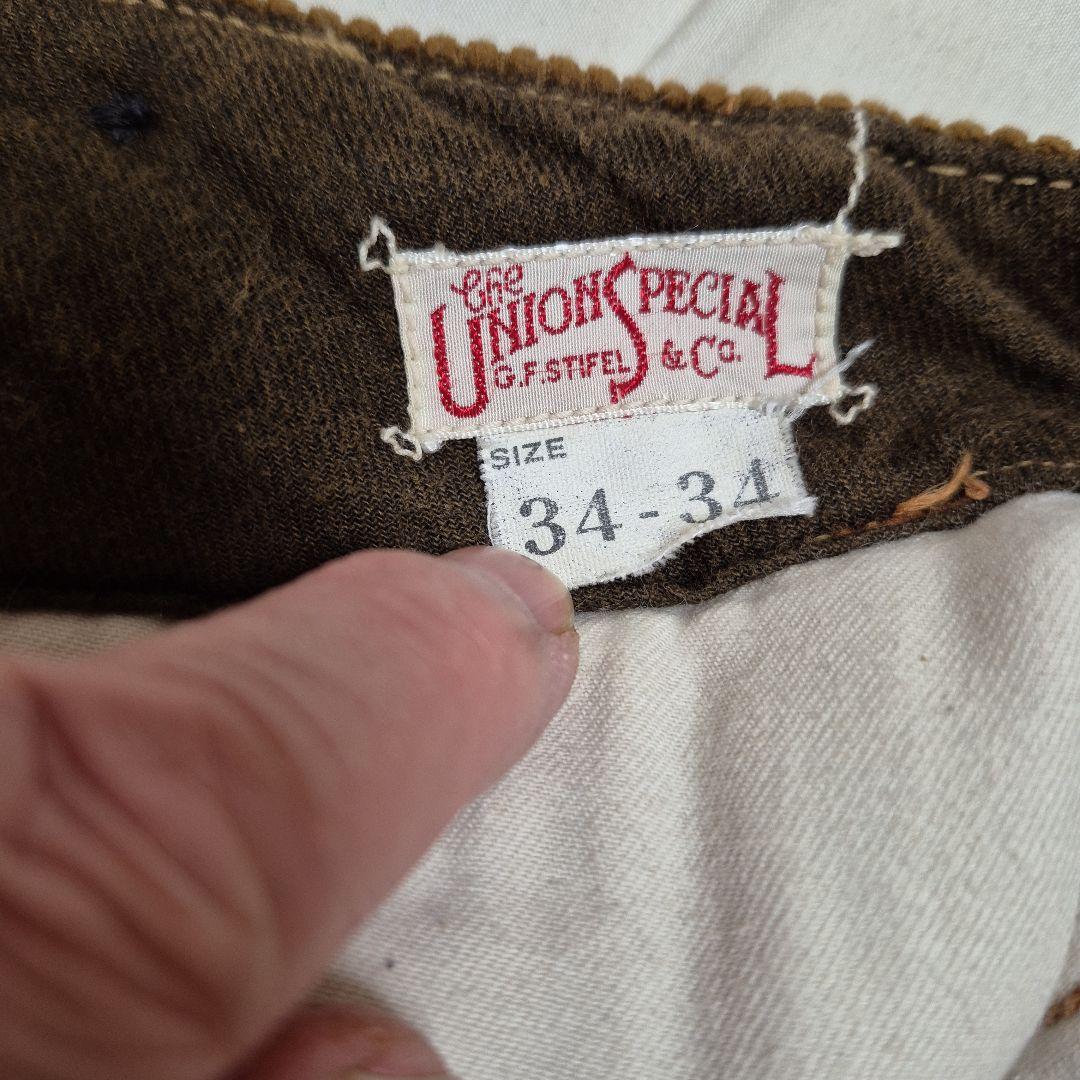 The UNION SPECIAL
G.F. STIFEL & Co.
SIZE
34 - 34